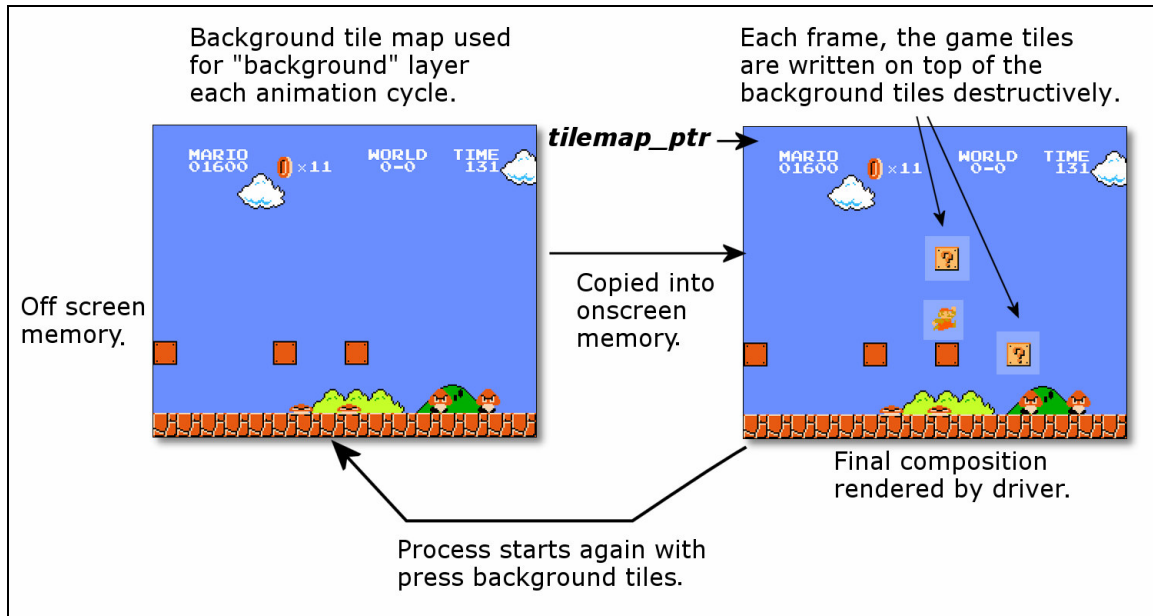 Background tile map used
for "background" layer
each animation cycle.
Each frame, the game tiles
are written on top of the
background tiles destructively.
tilemap_ptr
MARIO WORLD TIME
01600 ×11 0-0 131
MARIO WORLD TIME
01600 ×11 0-0 131
?
?
Off screen
memory.
Copied into
onscreen
memory.
Final composition
rendered by driver.
Process starts again with
press background tiles.